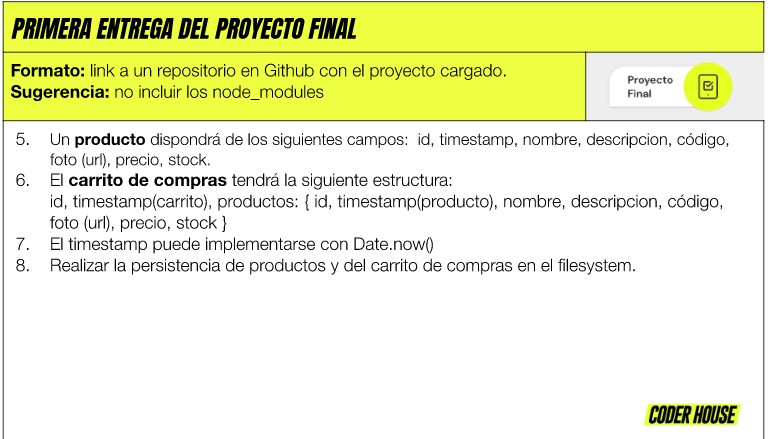 PRIMERA ENTREGA DEL PROYECTO FINAL
Formato: link a un repositorio en Github con el proyecto cargado.
Sugerencia: no incluir los node_modules
Proyecto
Final
5. Un producto dispondrá de los siguientes campos: id, timestamp, nombre, descripcion, código,
foto (url), precio, stock.
6. El carrito de compras tendrá la siguiente estructura:
id, timestamp(carrito), productos: { id, timestamp(producto), nombre, descripcion, código,
foto (url), precio, stock }
7. El timestamp puede implementarse con Date.now()
8. Realizar la persistencia de productos y del carrito de compras en el filesystem.
CODER HOUSE